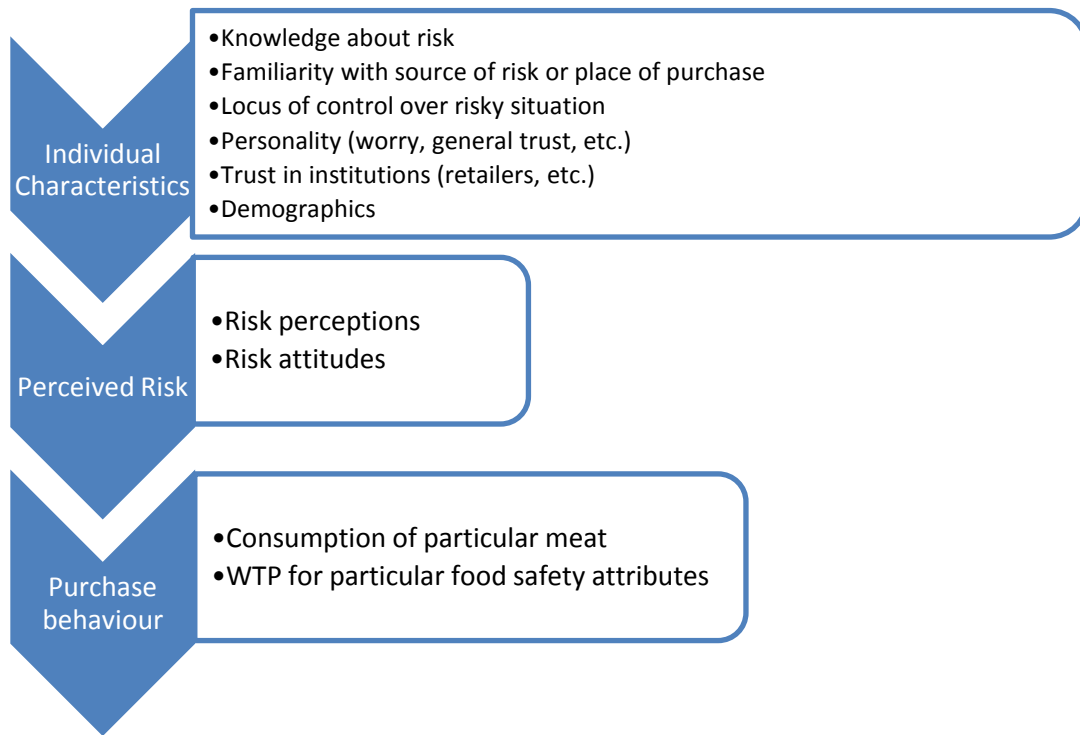 •Knowledge about risk
•Familiarity with source of risk or place of purchase
•Locus of control over risky situation
•Personality (worry, general trust, etc.)
•Trust in institutions (retailers, etc.)
•Demographics
Individual
Characteristics
•Risk perceptions
•Risk attitudes
Perceived Risk
•Consumption of particular meat
•WTP for particular food safety attributes
Purchase
behaviour